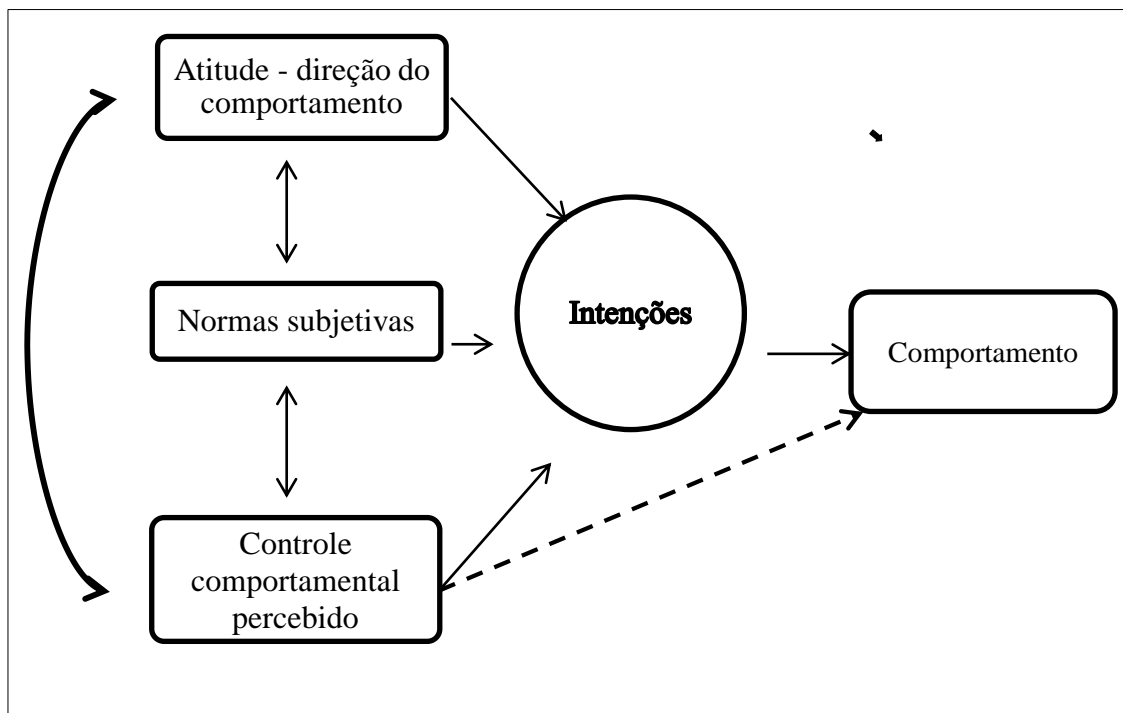 Atitude - direção do
comportamento
Normas subjetivas
Intenções
Comportamento
Controle
comportamental
percebido